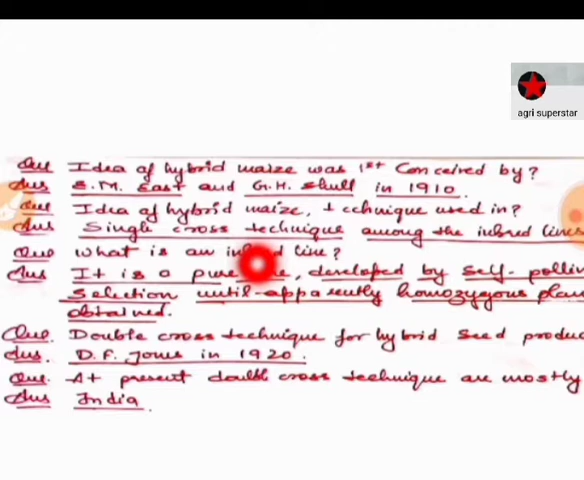 agri superstar
Que Idea of hybrid maize was 1st Conceived by?
Ans E.M. East and G.H. Shull in 1910.
Que Idea of hybrid maize, technique used in?
Ans Single cross technique among the inbred lines
Que What is an inbred line?
Ans It is a pure, developed by self-pollin
Selection until apparently homozygous plan
obtained.
Que. Double cross technique for hybrid seed produc
Ans. D.F. Jones in 1920.
Que. At present double cross technique are mostly
Ans India.